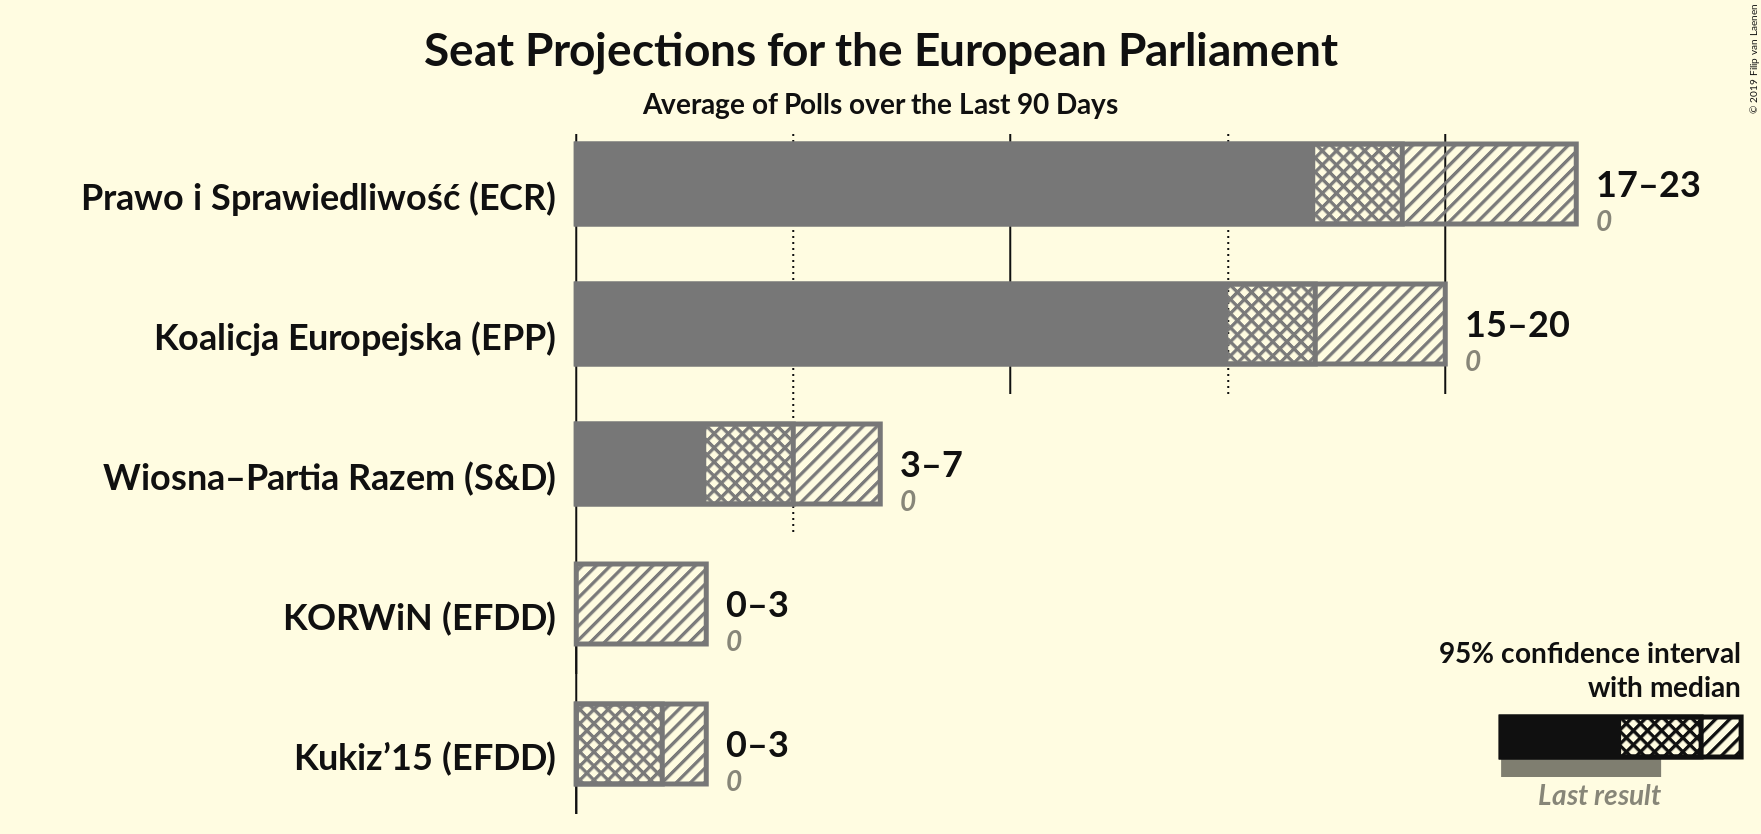 Seat Projections for the European Parliament
Average of Polls over the Last 90 Days
© 2019 Filip van Laenen
Prawo i Sprawiedliwość (ECR)
17–23
0
Koalicja Europejska (EPP)
15–20
0
Wiosna–Partia Razem (S&D)
3–7
0
KORWiN (EFDD)
0–3
0
Kukiz’15 (EFDD)
0–3
0
95% confidence interval
with median
Last result